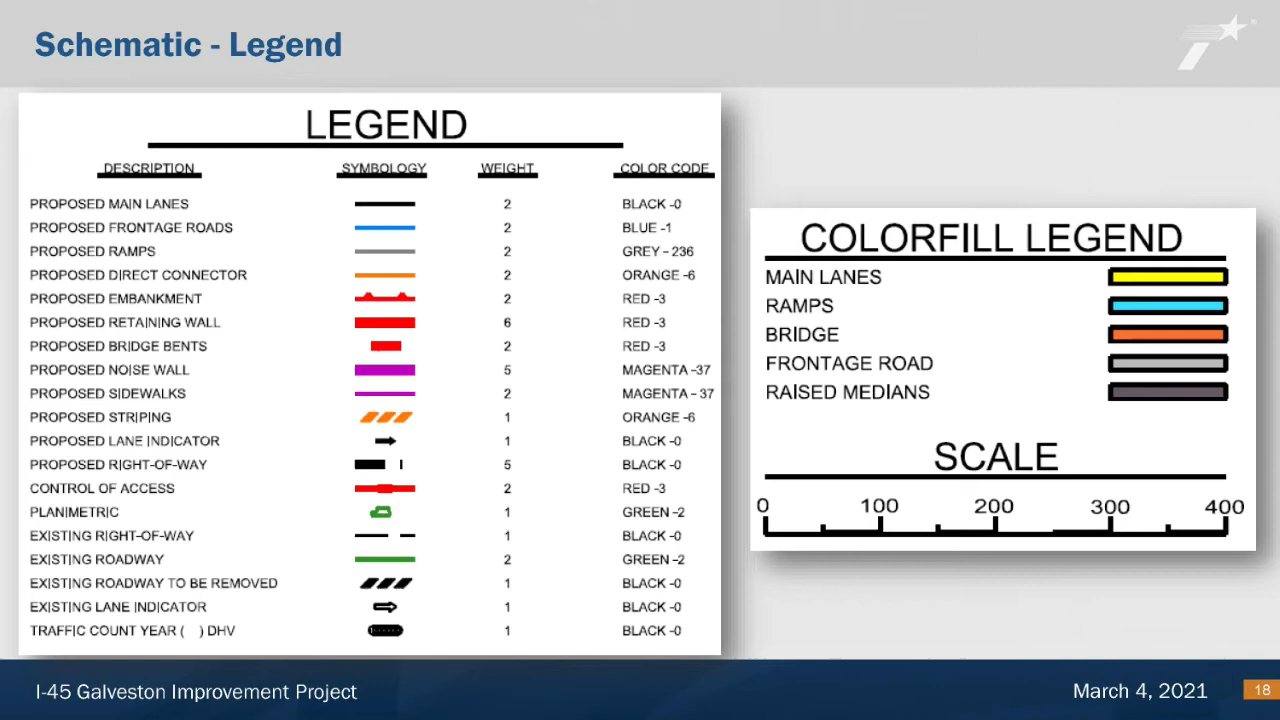 Schematic - Legend
LEGEND
DESCRIPTION SYMBOLOGY WEIGHT COLOR CODE
PROPOSED MAIN LANES 2 BLACK -0
PROPOSED FRONTAGE ROADS 2 BLUE -1
PROPOSED RAMPS 2 GREY - 236
PROPOSED DIRECT CONNECTOR 2 ORANGE -6
PROPOSED EMBANKMENT 2 RED -3
PROPOSED RETAINING WALL 6 RED -3
PROPOSED BRIDGE BENTS 2 RED -3
PROPOSED NOISE WALL 5 MAGENTA -37
PROPOSED SIDEWALKS 2 MAGENTA - 37
PROPOSED STRIPING 1 ORANGE -6
PROPOSED LANE INDICATOR 1 BLACK -0
PROPOSED RIGHT-OF-WAY 5 BLACK -0
CONTROL OF ACCESS 2 RED -3
PLANIMETRIC 1 GREEN -2
EXISTING RIGHT-OF-WAY 1 BLACK -0
EXISTING ROADWAY 2 GREEN -2
EXISTING ROADWAY TO BE REMOVED 1 BLACK -0
EXISTING LANE INDICATOR 1 BLACK -0
TRAFFIC COUNT YEAR ( ) DHV 1 BLACK -0
COLORFILL LEGEND
MAIN LANES
RAMPS
BRIDGE
FRONTAGE ROAD
RAISED MEDIANS
SCALE
0 100 200 300 400
I-45 Galveston Improvement Project
March 4, 2021
18